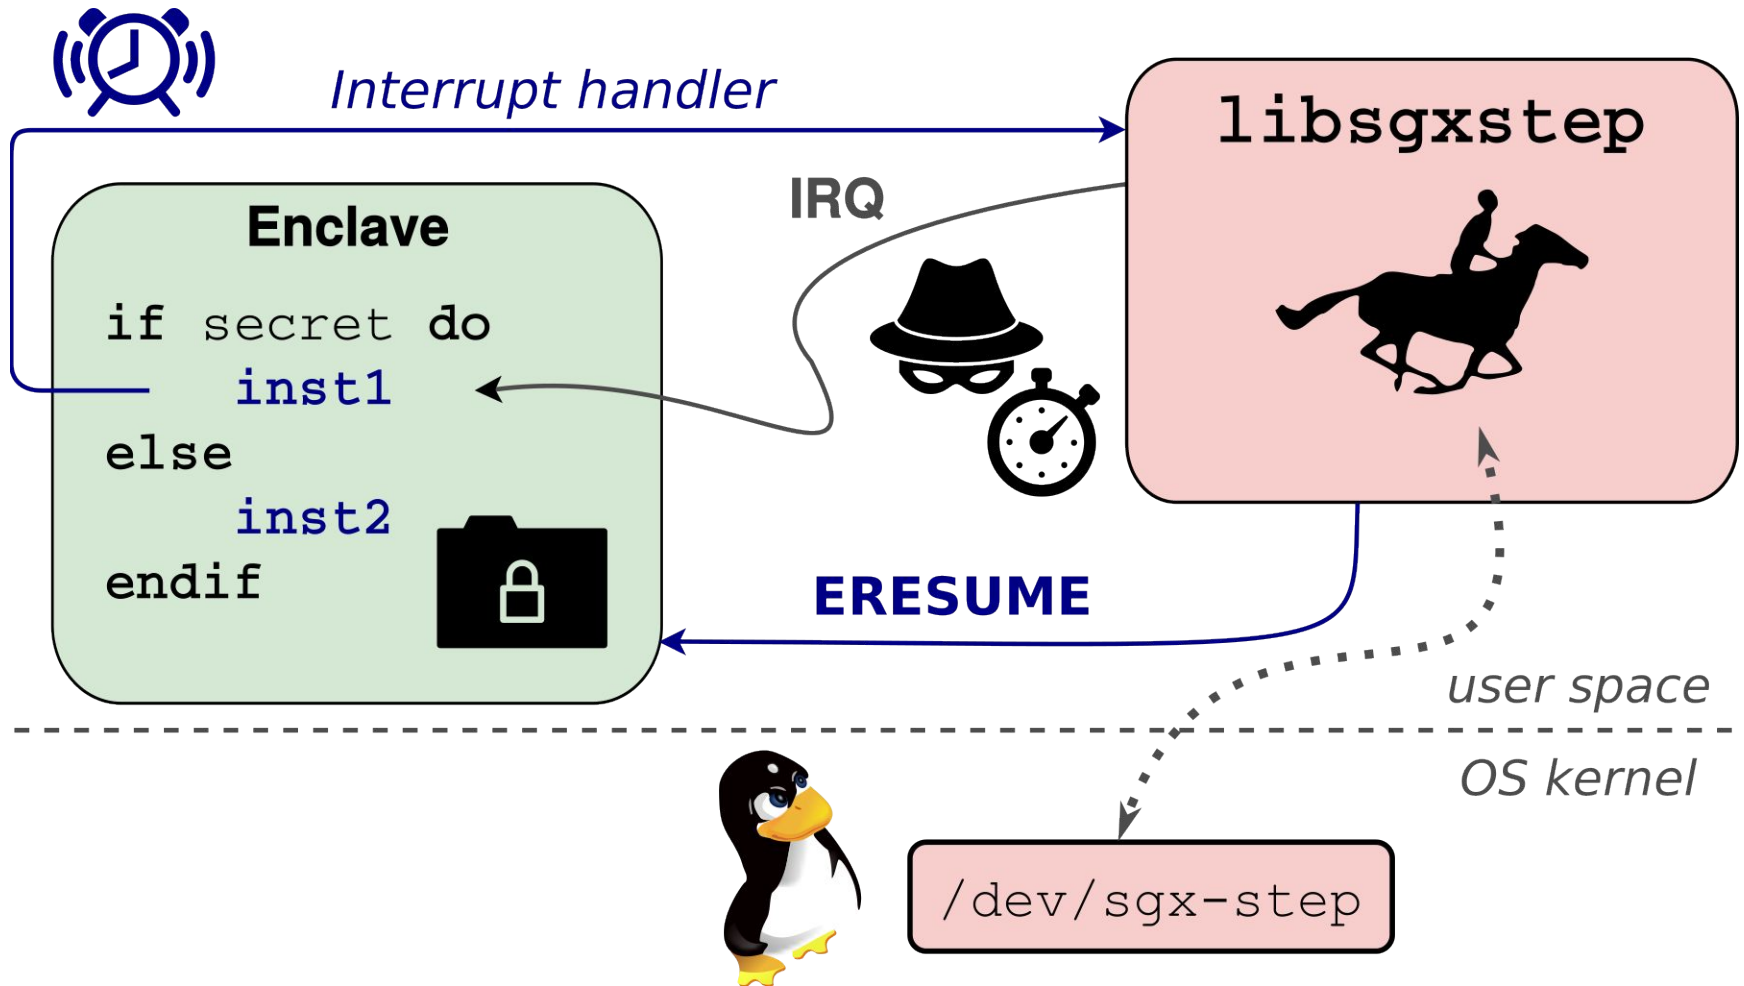 Interrupt handler
libsgxstep
IRQ
Enclave
if secret do
inst1
else
inst2
endif
ERESUME
user space
OS kernel
/dev/sgx-step